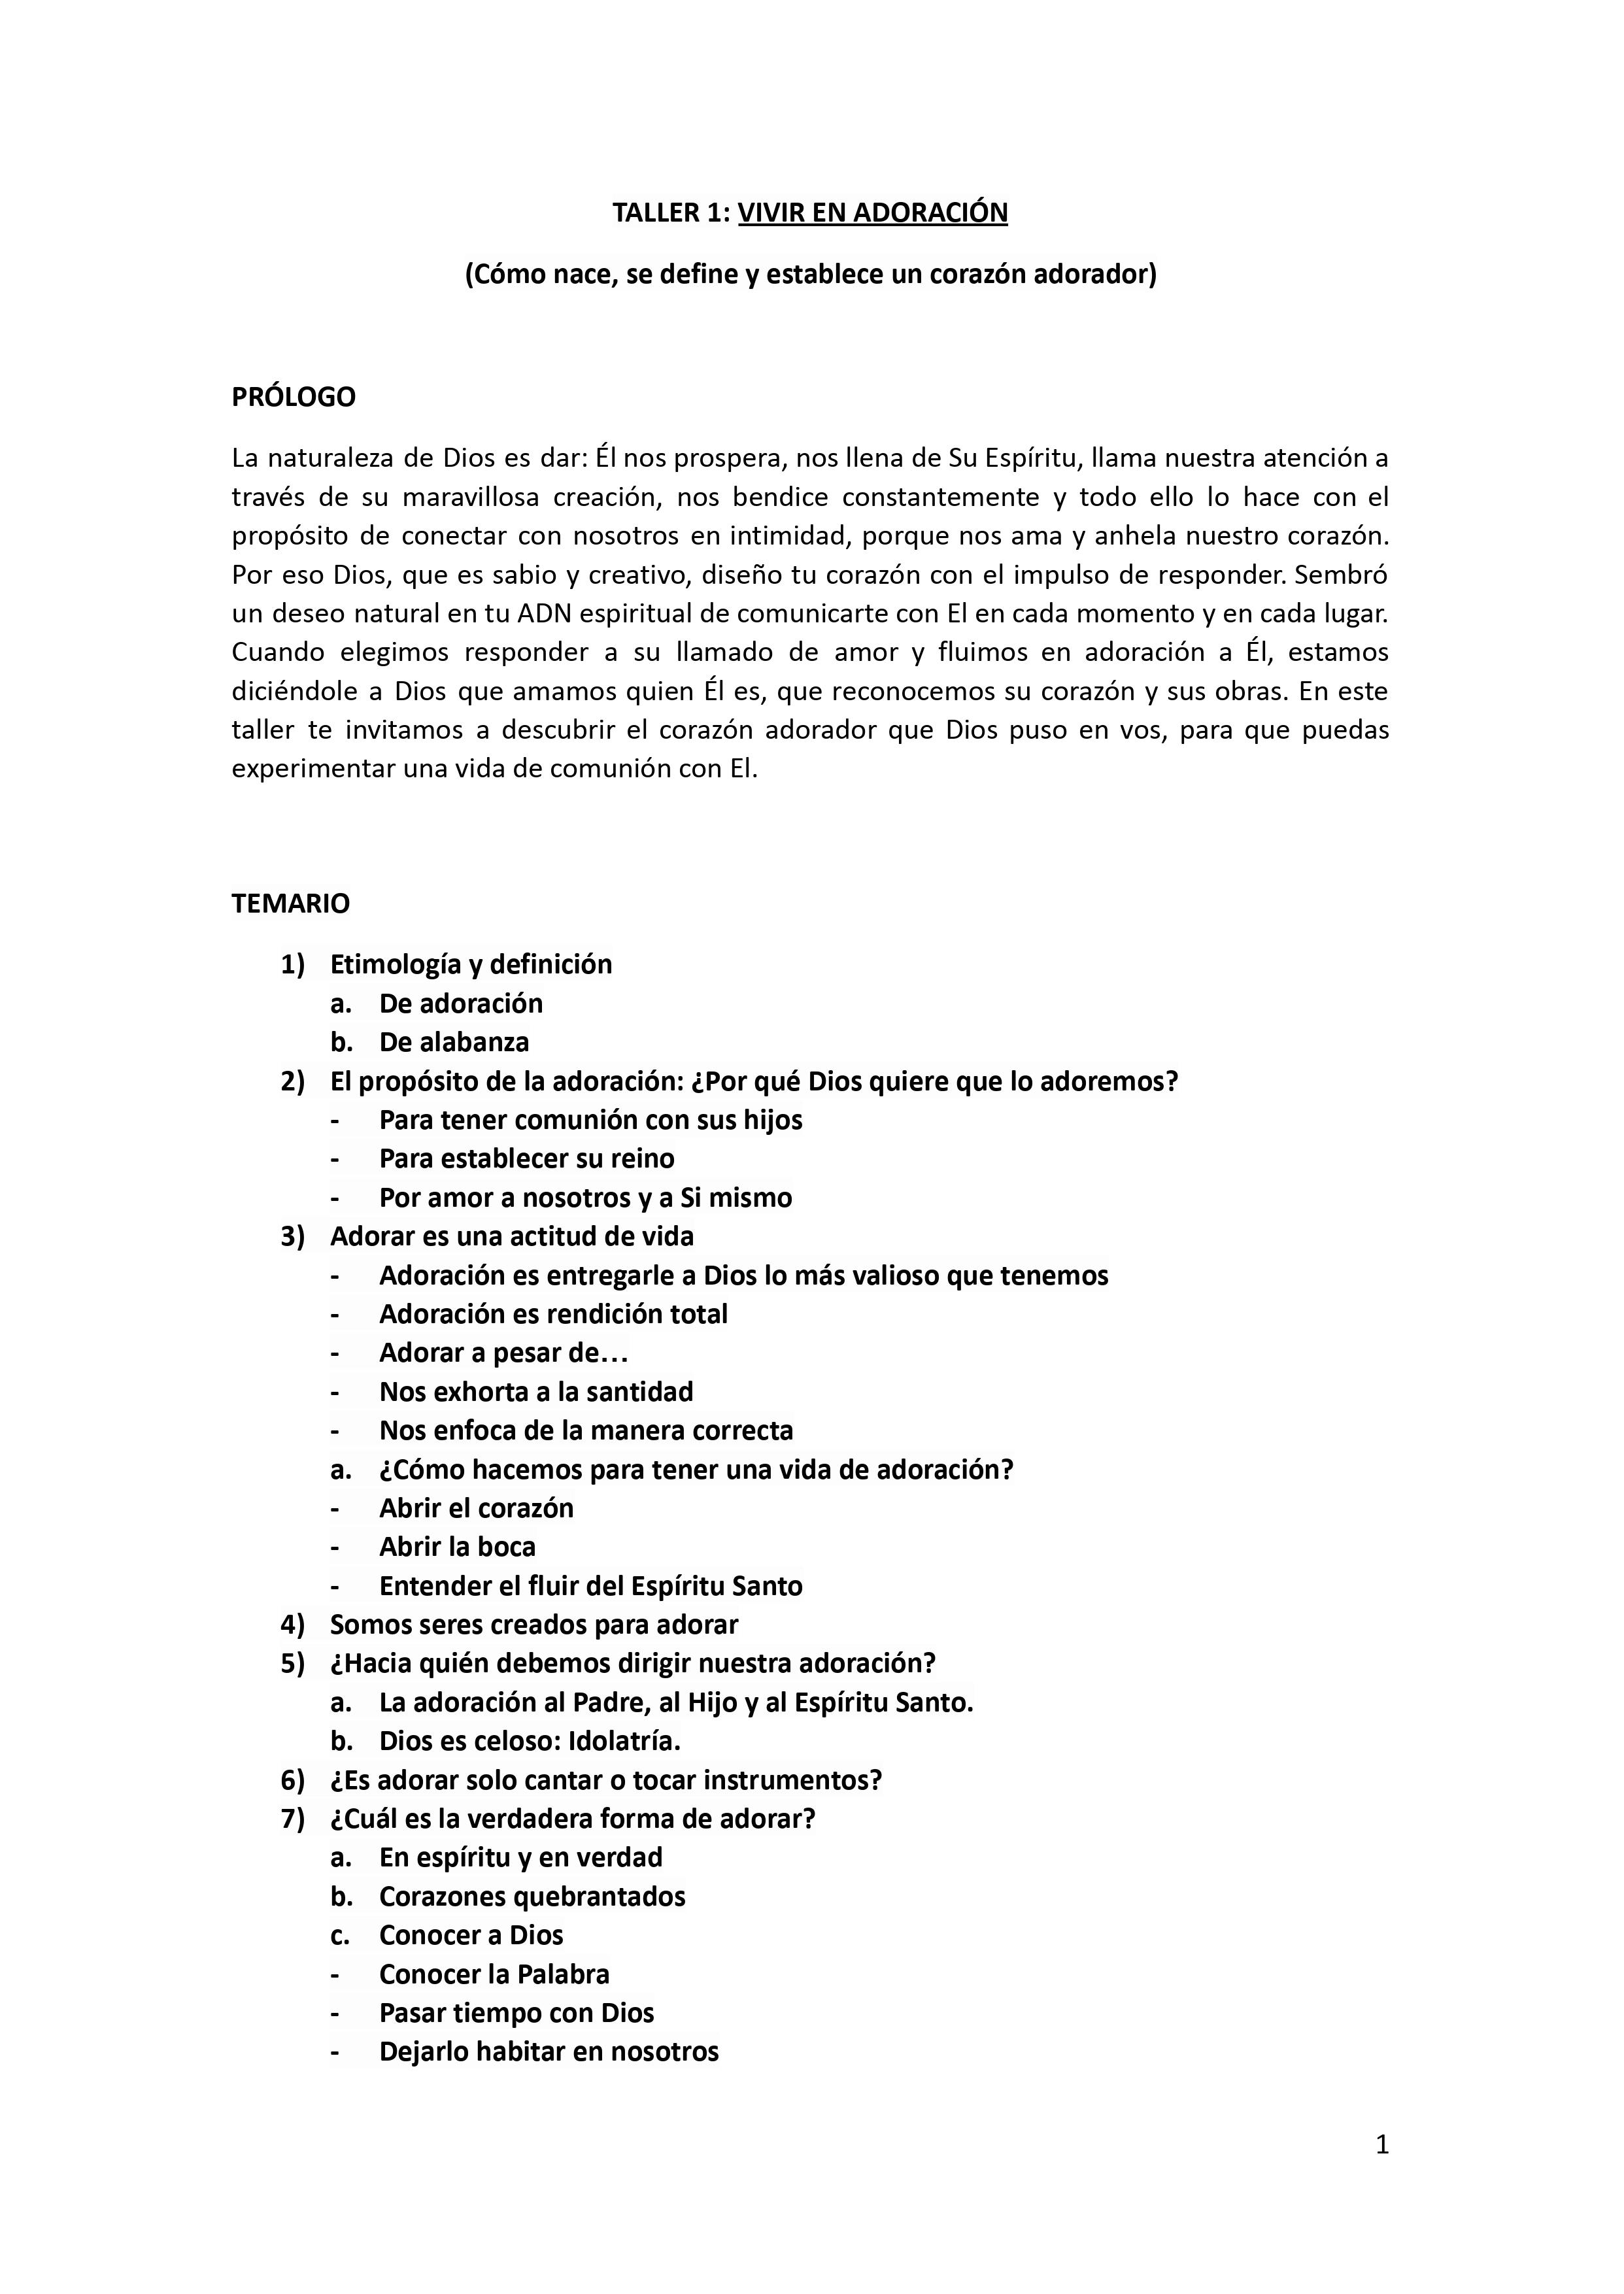 TALLER 1: VIVIR EN ADORACIÓN
(Cómo nace, se define y establece un corazón adorador)
PRÓLOGO
La naturaleza de Dios es dar: Él nos prospera, nos llena de Su Espíritu, llama nuestra atención a
través de su maravillosa creación, nos bendice constantemente y todo ello lo hace con el
propósito de conectar con nosotros en intimidad, porque nos ama y anhela nuestro corazón.
Por eso Dios, que es sabio y creativo, diseño tu corazón con el impulso de responder. Sembró
un deseo natural en tu ADN espiritual de comunicarte con El en cada momento y en cada lugar.
Cuando elegimos responder a su llamado de amor y fluimos en adoración a Él, estamos
diciéndole a Dios que amamos quien Él es, que reconocemos su corazón y sus obras. En este
taller te invitamos a descubrir el corazón adorador que Dios puso en vos, para que puedas
experimentar una vida de comunión con El.
TEMARIO
1) Etimología y definición
a. De adoración
b. De alabanza
2) El propósito de la adoración: ¿Por qué Dios quiere que lo adoremos?
- Para tener comunión con sus hijos
- Para establecer su reino
- Por amor a nosotros y a Si mismo
3) Adorar es una actitud de vida
- Adoración es entregarle a Dios lo más valioso que tenemos
- Adoración es rendición total
- Adorar a pesar de…
- Nos exhorta a la santidad
- Nos enfoca de la manera correcta
a. ¿Cómo hacemos para tener una vida de adoración?
- Abrir el corazón
- Abrir la boca
- Entender el fluir del Espíritu Santo
4) Somos seres creados para adorar
5) ¿Hacia quién debemos dirigir nuestra adoración?
a. La adoración al Padre, al Hijo y al Espíritu Santo.
b. Dios es celoso: Idolatría.
6) ¿Es adorar solo cantar o tocar instrumentos?
7) ¿Cuál es la verdadera forma de adorar?
a. En espíritu y en verdad
b. Corazones quebrantados
c. Conocer a Dios
- Conocer la Palabra
- Pasar tiempo con Dios
- Dejarlo habitar en nosotros
1